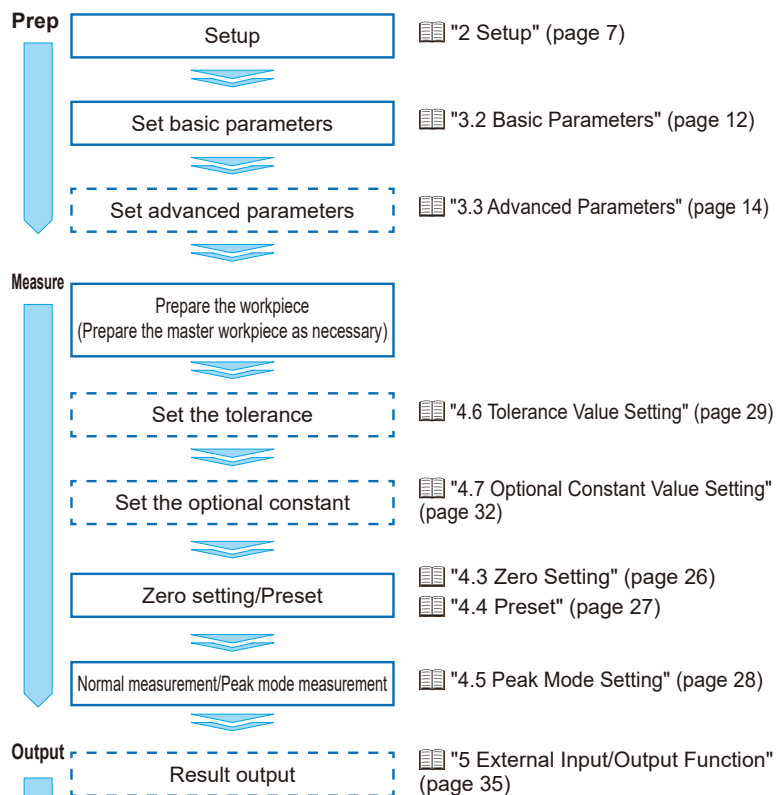 Prep
Setup
"2 Setup" (page 7)
Set basic parameters
"3.2 Basic Parameters" (page 12)
Set advanced parameters
"3.3 Advanced Parameters" (page 14)
Measure
Prepare the workpiece
(Prepare the master workpiece as necessary)
Set the tolerance
"4.6 Tolerance Value Setting" (page 29)
Set the optional constant
"4.7 Optional Constant Value Setting"
(page 32)
Zero setting/Preset
"4.3 Zero Setting" (page 26)
"4.4 Preset" (page 27)
Normal measurement/Peak mode measurement
"4.5 Peak Mode Setting" (page 28)
Output
Result output
"5 External Input/Output Function"
(page 35)